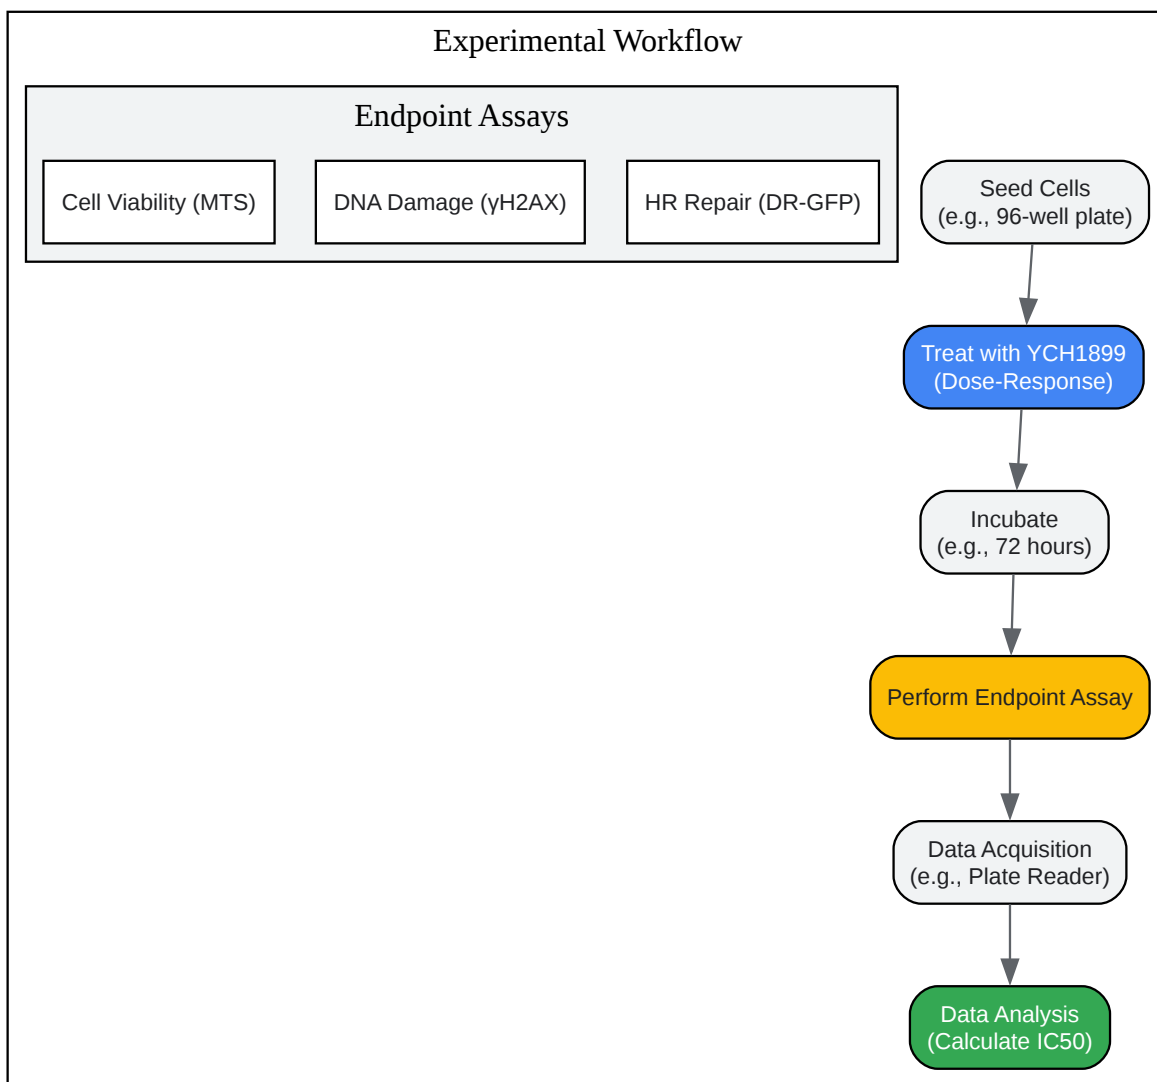 Experimental Workflow
Endpoint Assays
Cell Viability (MTS)
DNA Damage (γH2AX)
HR Repair (DR-GFP)
Seed Cells
(e.g., 96-well plate)
Treat with YCH1899
(Dose-Response)
Incubate
(e.g., 72 hours)
Perform Endpoint Assay
Data Acquisition
(e.g., Plate Reader)
Data Analysis
(Calculate IC50)